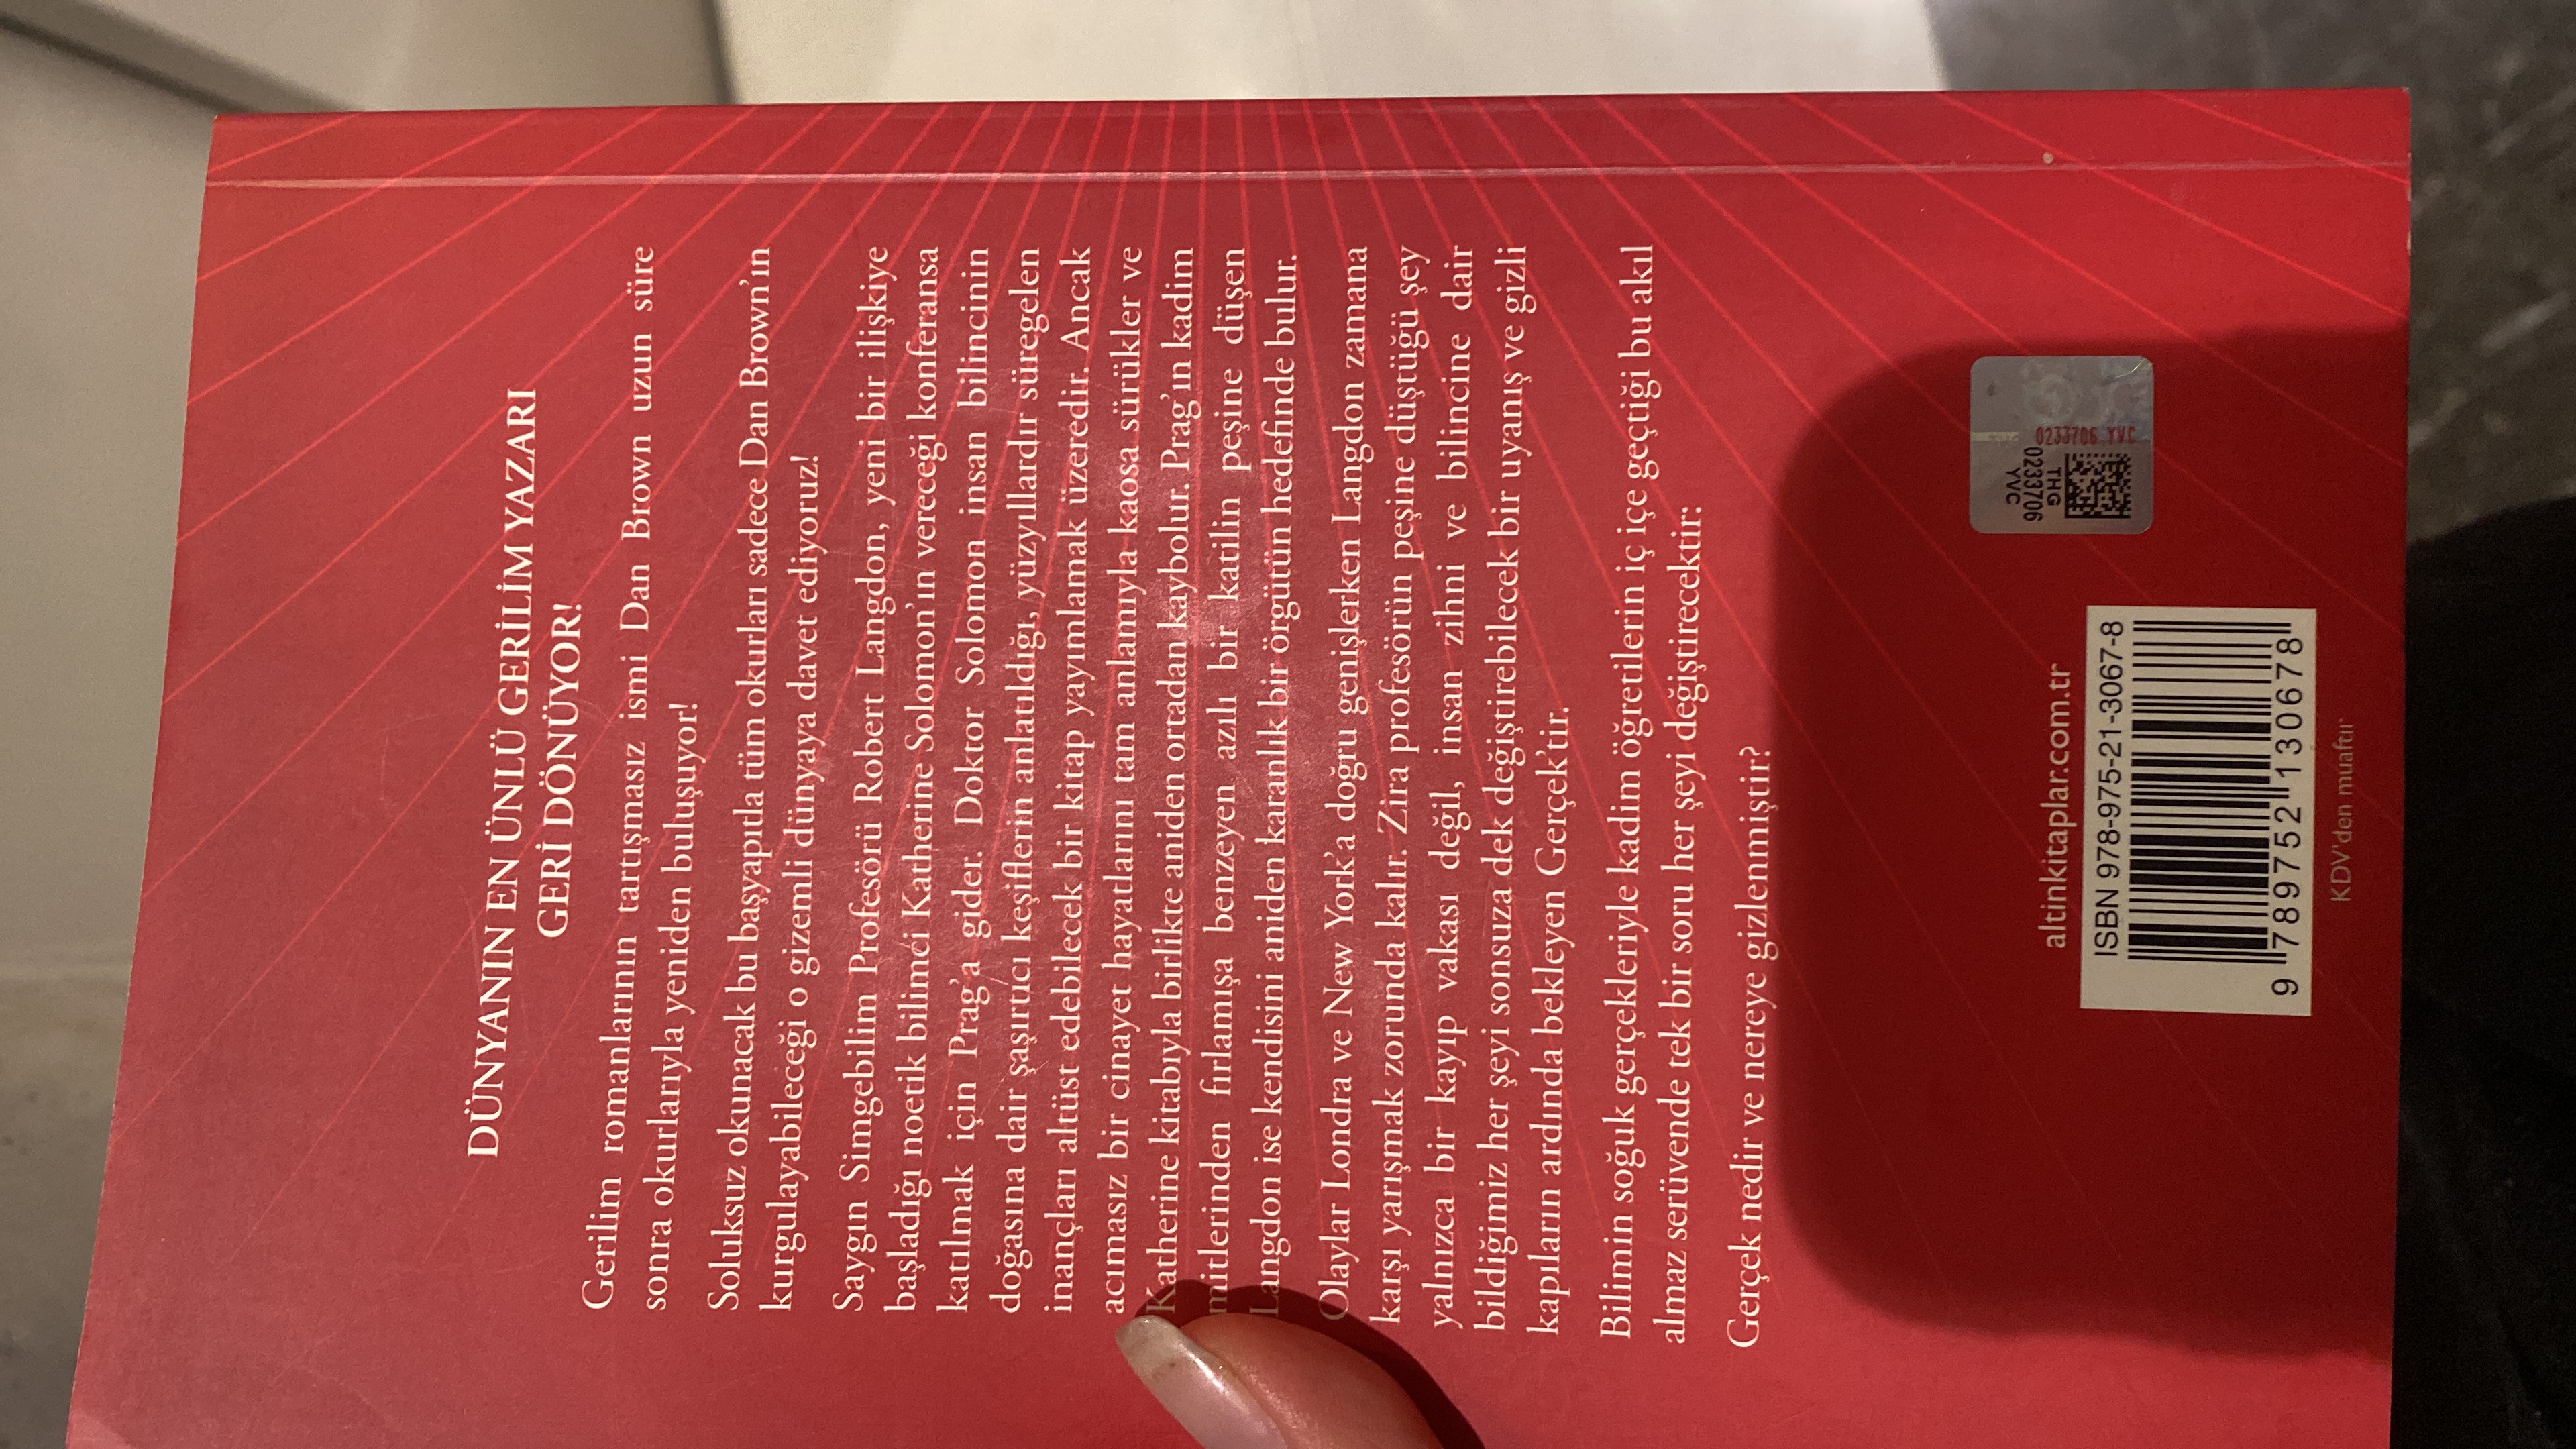 DÜNYANIN EN ÜNLÜ GERİLİM YAZARI
GERİ DÖNÜYOR!
Gerilim romanlarının tartışmasız ismi Dan Brown uzun süre
sonra okurlarıyla yeniden buluşuyor!
Soluksuz okunacak bu başyapıtla tüm okurları sadece Dan Brown'ın
kurgulayabileceği o gizemli dünyaya davet ediyoruz!
Saygın Simgebilim Profesörü Robert Langdon, yeni bir ilişkiye
başladığı noetik bilimci Katherine Solomon'ın vereceği konferansa
katılmak için Prag'a gider. Doktor Solomon insan bilincinin
doğasına dair şaşırtıcı keşiflerin anlatıldığı, yüzyıllardır süregelen
inançları altüst edebilecek bir kitap yayımlamak üzeredir. Ancak
acımasız bir cinayet hayatlarını tam anlamıyla kaosa sürükler ve
Katherine kitabıyla birlikte aniden ortadan kaybolur. Prag'ın kadim
mitlerinden fırlamışa benzeyen azılı bir katilin peşine düşen
Langdon ise kendisini aniden karanlık bir örgütün hedefinde bulur.
Olaylar Londra ve New York'a doğru genişlerken Langdon zamana
karşı yarışmak zorunda kalır. Zira profesörün peşine düştüğü şey
yalnızca bir kayıp vakası değil, insan zihni ve bilincine dair
bildiğimiz her şeyi sonsuza dek değiştirebilecek bir uyanış ve gizli
kapıların ardında bekleyen Gerçek'tir.
Bilimin soğuk gerçekleriyle kadim öğretilerin iç içe geçtiği bu akıl
almaz serüvende tek bir soru her şeyi değiştirecektir:
Gerçek nedir ve nereye gizlenmiştir?
0233706 YVC
THG
0233706
YVC
altinkitaplar.com.tr
ISBN 978-975-21-3067-8
9 789752 130678
KDV'den muaftır